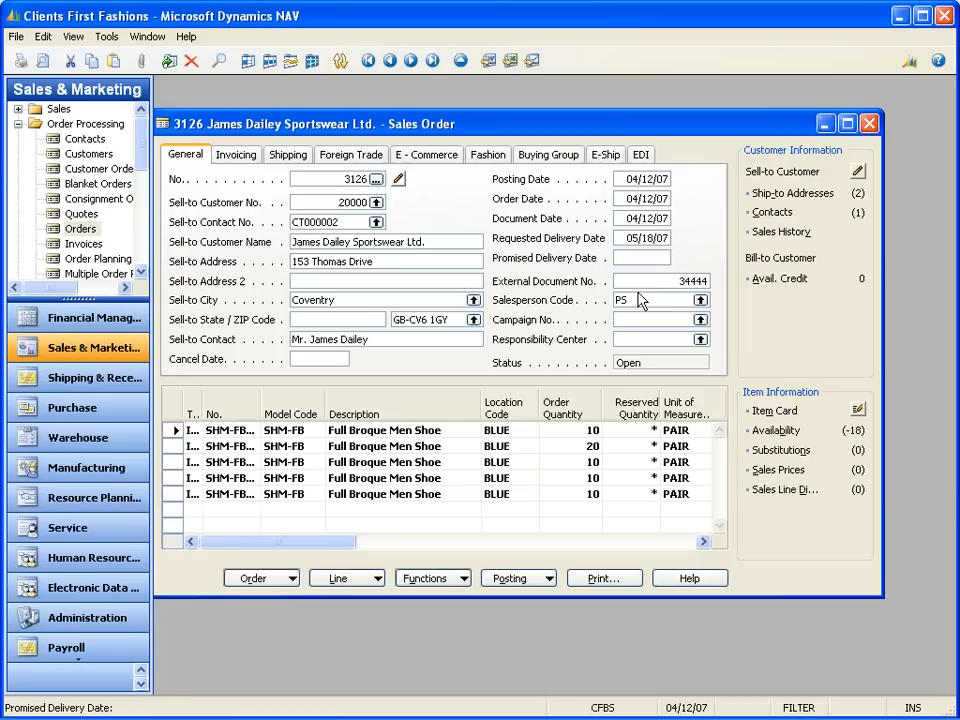 Clients First Fashions - Microsoft Dynamics NAV
File Edit View Tools Window Help
Sales & Marketing
Sales
Order Processing
Contacts
Customers
Customer Orde
Blanket Orders
Consignment O
Quotes
Orders
Invoices
Order Planning
Multiple Order F
Financial Manag...
Sales & Marketi...
Shipping & Rece...
Purchase
Warehouse
Manufacturing
Resource Planni...
Service
Human Resourc...
Electronic Data ...
Administration
Payroll
3126 James Dailey Sportswear Ltd. - Sales Order
General Invoicing Shipping Foreign Trade E - Commerce Fashion Buying Group E-Ship EDI
No. . . . . . . . . . 3126 ...
Sell-to Customer No. . 20000
Sell-to Contact No. . CT000002
Sell-to Customer Name . James Dailey Sportswear Ltd.
Sell-to Address . . . . 153 Thomas Drive
Sell-to Address 2 . . .
Sell-to City . . . . . Coventry
Sell-to State / ZIP Code . GB-CV6 1GY
Sell-to Contact . . . . Mr. James Dailey
Cancel Date. . . . . . .
Posting Date . . . . . . 04/12/07
Order Date . . . . . . . 04/12/07
Document Date . . . . . 04/12/07
Requested Delivery Date 05/18/07
Promised Delivery Date .
External Document No. . 34444
Salesperson Code . . . . PS
Campaign No. . . . . . .
Responsibility Center . .
Status . . . . . . . . . Open
T.. No. Model Code Description Location Code Order Quantity Reserved Quantity Unit of Measure..
I... SHM-FB... SHM-FB Full Broque Men Shoe BLUE 10 * PAIR
I... SHM-FB... SHM-FB Full Broque Men Shoe BLUE 20 * PAIR
I... SHM-FB... SHM-FB Full Broque Men Shoe BLUE 10 * PAIR
I... SHM-FB... SHM-FB Full Broque Men Shoe BLUE 10 * PAIR
I... SHM-FB... SHM-FB Full Broque Men Shoe BLUE 10 * PAIR
Order Line Functions Posting Print... Help
Customer Information
Sell-to Customer
Ship-to Addresses (2)
Contacts (1)
Sales History
Bill-to Customer
Avail. Credit 0
Item Information
Item Card
Availability (-18)
Substitutions (0)
Sales Prices (0)
Sales Line Di... (0)
Promised Delivery Date: CFBS 04/12/07 FILTER INS